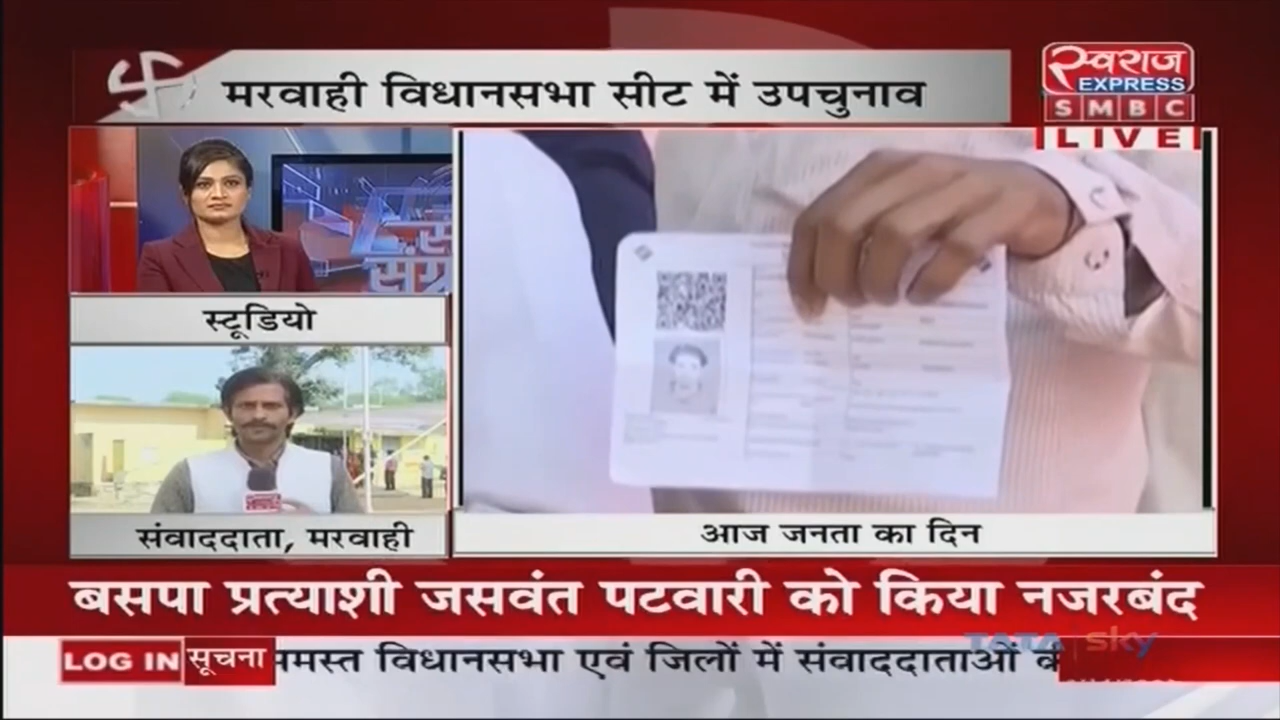 मरवाही विधानसभा सीट में उपचुनाव
स्वराज
EXPRESS
SMBC
LIVE
स्टूडियो
संवाददाता, मरवाही
आज जनता का दिन
बसपा प्रत्याशी जसवंत पटवारी को किया नजरबंद
TATA sky
LOG IN सूचना समस्त विधानसभा एवं जिलों में संवाददाताओं